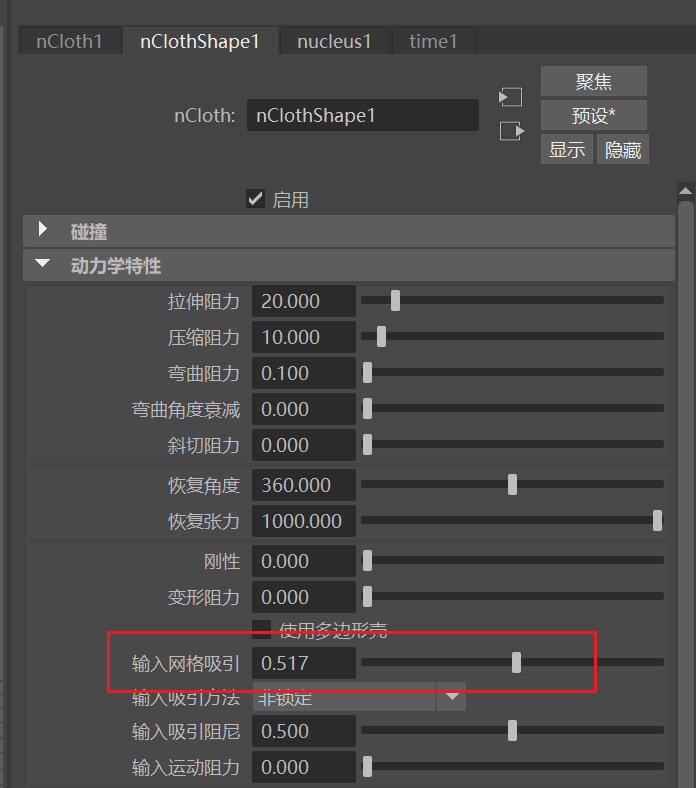 nCloth1 nClothShape1 nucleus1 time1
聚焦
nCloth: nClothShape1 预设*
显示 隐藏
启用
碰撞
动力学特性
拉伸阻力 20.000
压缩阻力 10.000
弯曲阻力 0.100
弯曲角度衰减 0.000
斜切阻力 0.000
恢复角度 360.000
恢复张力 1000.000
刚性 0.000
变形阻力 0.000
使用多边形壳
输入网格吸引 0.517
输入吸引方法 非锁定
输入吸引阻尼 0.500
输入运动阻力 0.000